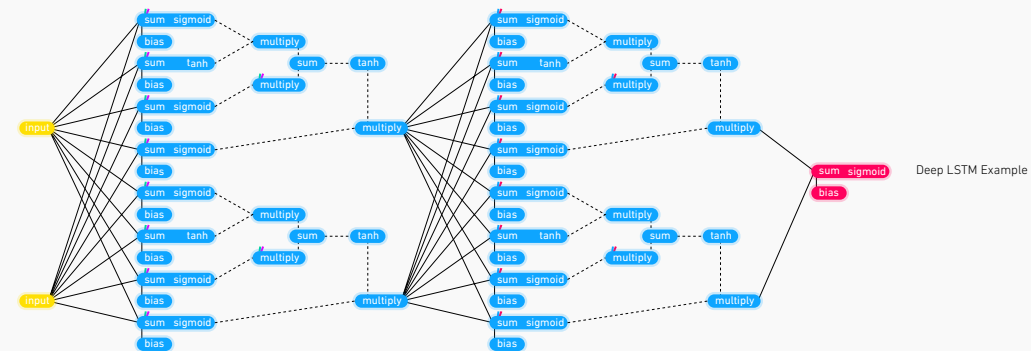 sum sigmoid sum sigmoid
bias multiply bias multiply
sum tanh sum tanh sum tanh sum tanh
bias multiply bias multiply
sum sigmoid sum sigmoid
input bias multiply bias multiply
sum sigmoid sum sigmoid
bias bias sum sigmoid Deep LSTM Example
sum sigmoid sum sigmoid bias
bias multiply bias multiply
sum tanh sum tanh sum tanh sum tanh
bias multiply bias multiply
sum sigmoid sum sigmoid
input bias multiply bias multiply
sum sigmoid sum sigmoid
bias bias